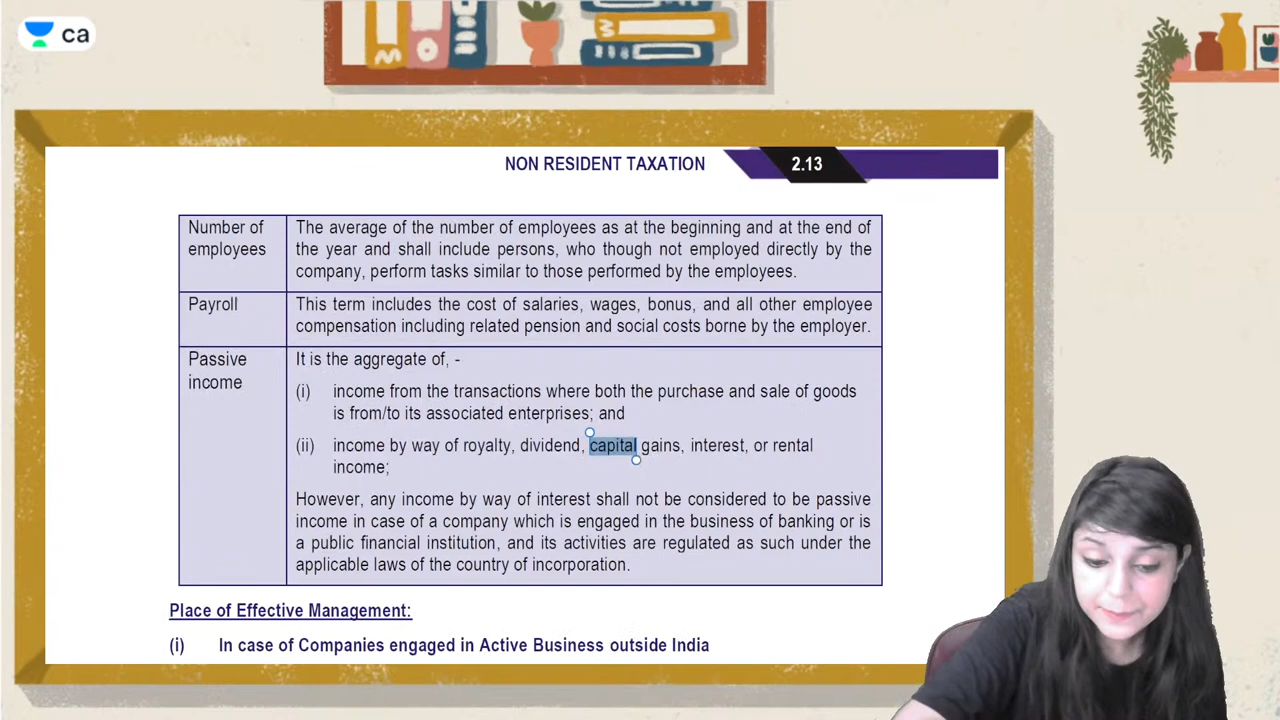 ca
NON RESIDENT TAXATION 2.13
Number of employees
The average of the number of employees as at the beginning and at the end of
the year and shall include persons, who though not employed directly by the
company, perform tasks similar to those performed by the employees.
Payroll
This term includes the cost of salaries, wages, bonus, and all other employee
compensation including related pension and social costs borne by the employer.
Passive income
It is the aggregate of, -
(i) income from the transactions where both the purchase and sale of goods
is from/to its associated enterprises; and
(ii) income by way of royalty, dividend, capital gains, interest, or rental
income;
However, any income by way of interest shall not be considered to be passive
income in case of a company which is engaged in the business of banking or is
a public financial institution, and its activities are regulated as such under the
applicable laws of the country of incorporation.
Place of Effective Management:
(i) In case of Companies engaged in Active Business outside India